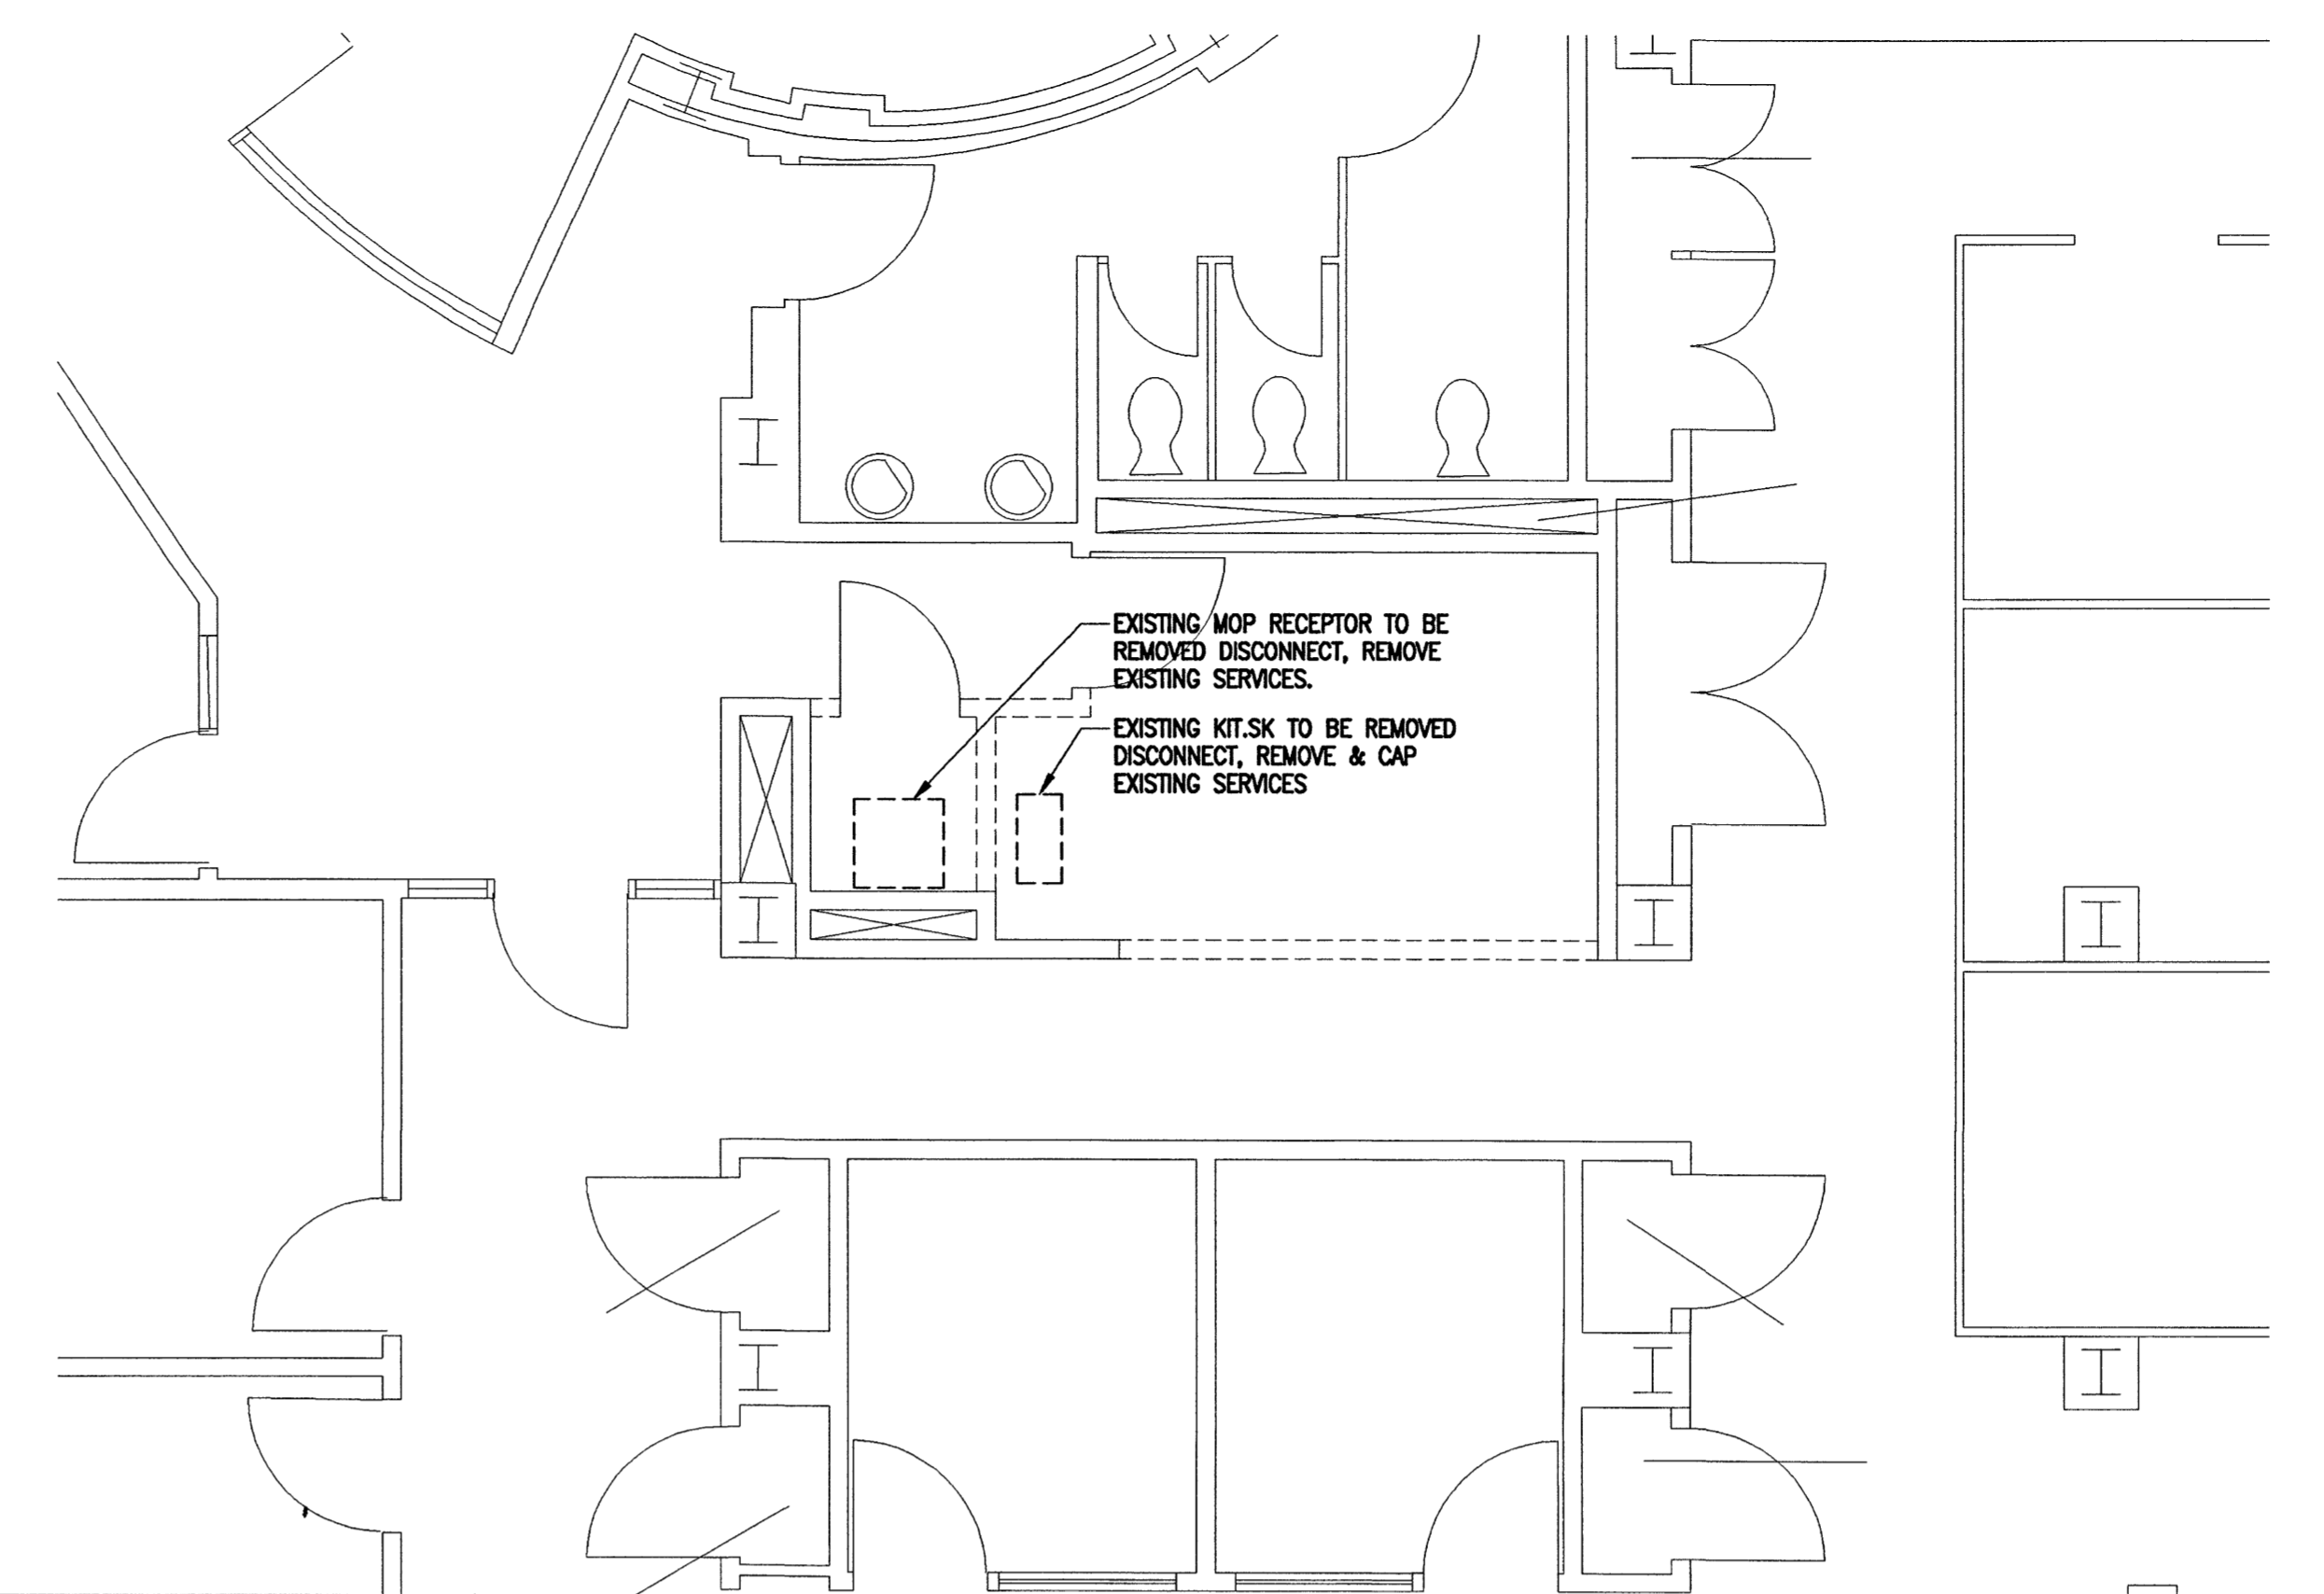 EXISTING MOP RECEPTOR TO BE
REMOVED DISCONNECT, REMOVE
EXISTING SERVICES.
EXISTING KIT.SK TO BE REMOVED
DISCONNECT, REMOVE & CAP
EXISTING SERVICES